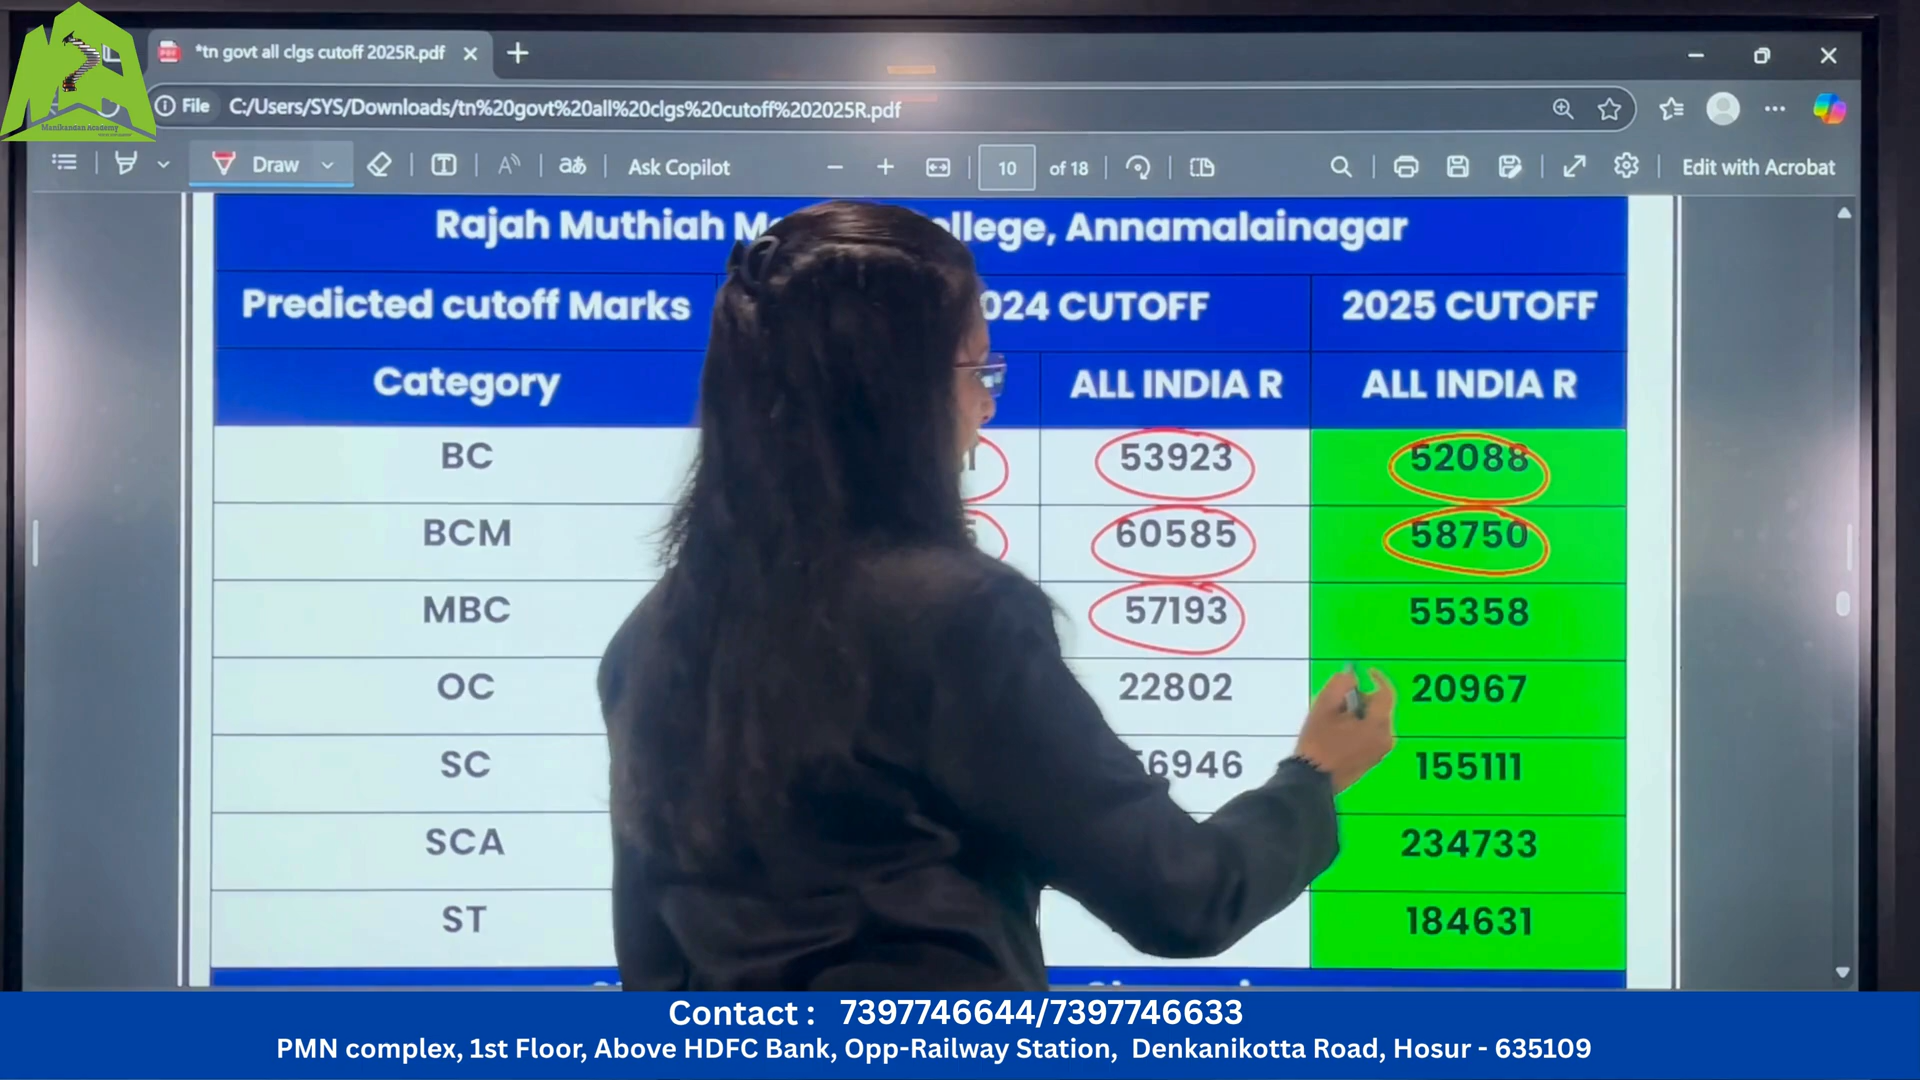 *tn govt all clgs cutoff 2025R.pdf
File C:/Users/SYS/Downloads/tn%20govt%20all%20clgs%20cutoff%202025R.pdf
Manikandan Academy
Draw Ask Copilot 10 of 18 Edit with Acrobat
Rajah Muthiah llege, Annamalainagar
Predicted cutoff Marks 024 CUTOFF 2025 CUTOFF
Category ALL INDIA R ALL INDIA R
BC 53923 52088
BCM 60585 58750
MBC 57193 55358
OC 22802 20967
SC 6946 155111
SCA 234733
ST 184631
Contact : 7397746644/7397746633
PMN complex, 1st Floor, Above HDFC Bank, Opp-Railway Station, Denkanikotta Road, Hosur - 635109